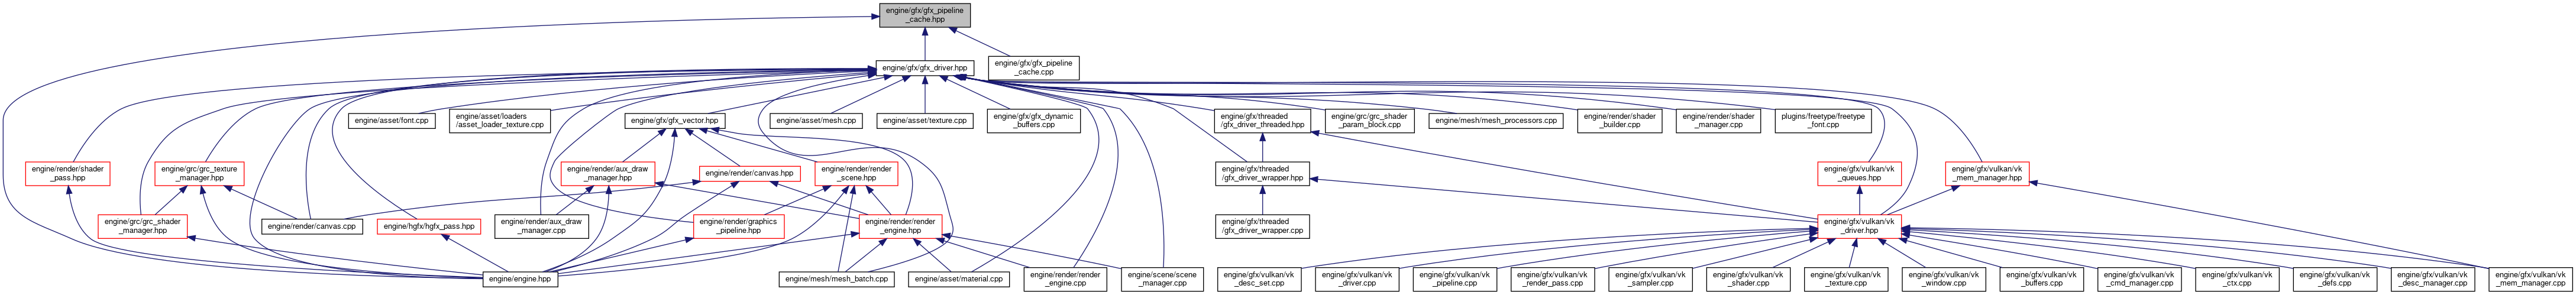 engine/gfx/gfx_pipeline
_cache.hpp
engine/gfx/gfx_driver.hpp
engine/gfx/gfx_pipeline
_cache.cpp
engine/asset/font.cpp
engine/asset/loaders
/asset_loader_texture.cpp
engine/gfx/gfx_vector.hpp
engine/asset/mesh.cpp
engine/asset/texture.cpp
engine/gfx/gfx_dynamic
_buffers.cpp
engine/gfx/threaded
/gfx_driver_threaded.hpp
engine/grc/grc_shader
_param_block.cpp
engine/mesh/mesh_processors.cpp
engine/render/shader
_builder.cpp
engine/render/shader
_manager.cpp
plugins/freetype/freetype
_font.cpp
engine/render/shader
_pass.hpp
engine/grc/grc_texture
_manager.hpp
engine/render/aux_draw
_manager.hpp
engine/render/canvas.hpp
engine/render/render
_scene.hpp
engine/gfx/threaded
/gfx_driver_wrapper.hpp
engine/gfx/vulkan/vk
_queues.hpp
engine/gfx/vulkan/vk
_mem_manager.hpp
engine/grc/grc_shader
_manager.hpp
engine/render/canvas.cpp
engine/hgfx/hgfx_pass.hpp
engine/render/aux_draw
_manager.cpp
engine/render/graphics
_pipeline.hpp
engine/render/render
_engine.hpp
engine/gfx/threaded
/gfx_driver_wrapper.cpp
engine/gfx/vulkan/vk
_driver.hpp
engine/engine.hpp
engine/mesh/mesh_batch.cpp
engine/asset/material.cpp
engine/render/render
_engine.cpp
engine/scene/scene
_manager.cpp
engine/gfx/vulkan/vk
_desc_set.cpp
engine/gfx/vulkan/vk
_driver.cpp
engine/gfx/vulkan/vk
_pipeline.cpp
engine/gfx/vulkan/vk
_render_pass.cpp
engine/gfx/vulkan/vk
_sampler.cpp
engine/gfx/vulkan/vk
_shader.cpp
engine/gfx/vulkan/vk
_texture.cpp
engine/gfx/vulkan/vk
_window.cpp
engine/gfx/vulkan/vk
_buffers.cpp
engine/gfx/vulkan/vk
_cmd_manager.cpp
engine/gfx/vulkan/vk
_ctx.cpp
engine/gfx/vulkan/vk
_defs.cpp
engine/gfx/vulkan/vk
_desc_manager.cpp
engine/gfx/vulkan/vk
_mem_manager.cpp